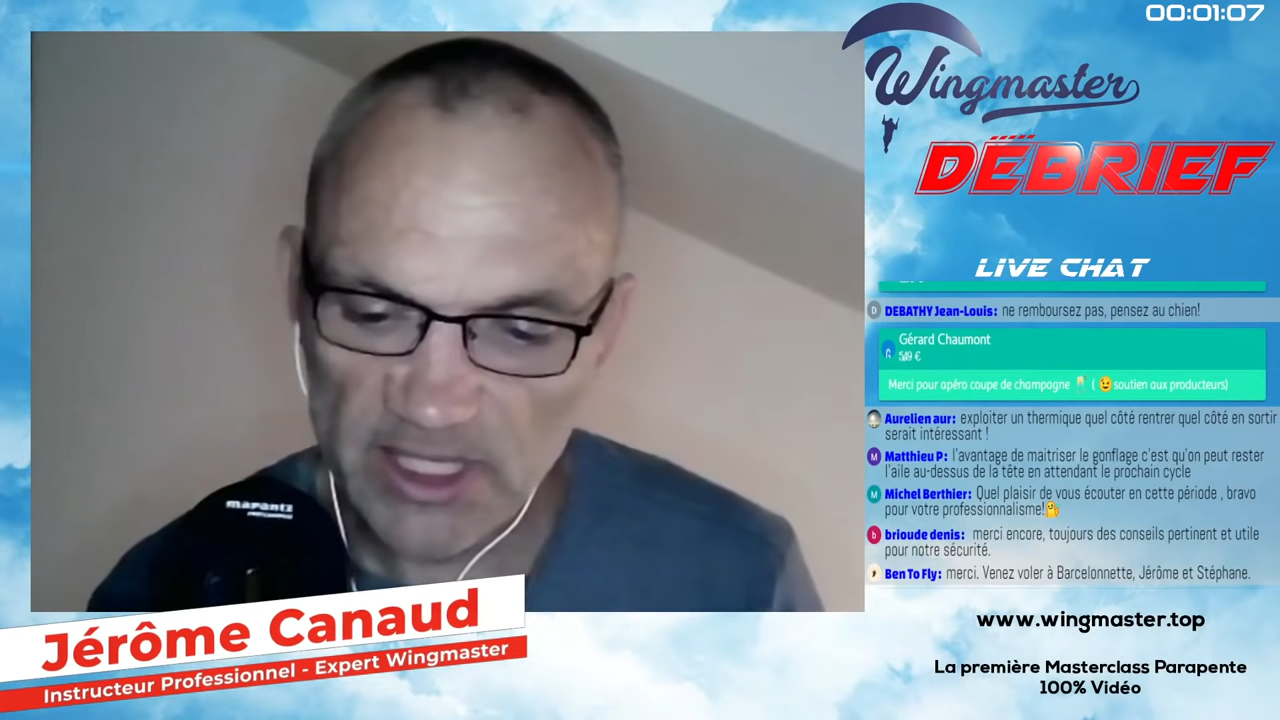 00:01:07
Wingmaster
DËBRIEF
LIVE CHAT
D DEBATHY Jean-Louis: ne remboursez pas, pensez au chien!
G Gérard Chaumont
€
Merci pour apéro coupe de champagne 🥂 ( 😉soutien aux producteurs)
Aurelien aur: exploiter un thermique quel côté rentrer quel côté en sortir
serait intéressant !
M Matthieu P: l'avantage de maitriser le gonflage c'est qu'on peut rester
l'aile au-dessus de la tête en attendant le prochain cycle
M Michel Berthier: Quel plaisir de vous écouter en cette période , bravo
pour votre professionnalisme!🤗
b brioude denis: merci encore, toujours des conseils pertinent et utile
pour notre sécurité.
Ben To Fly: merci. Venez voler à Barcelonnette, Jérôme et Stéphane.
marantz
PROFESSIONAL
Jérôme Canaud
Instructeur Professionnel - Expert Wingmaster
www.wingmaster.top
La première Masterclass Parapente
100% Vidéo